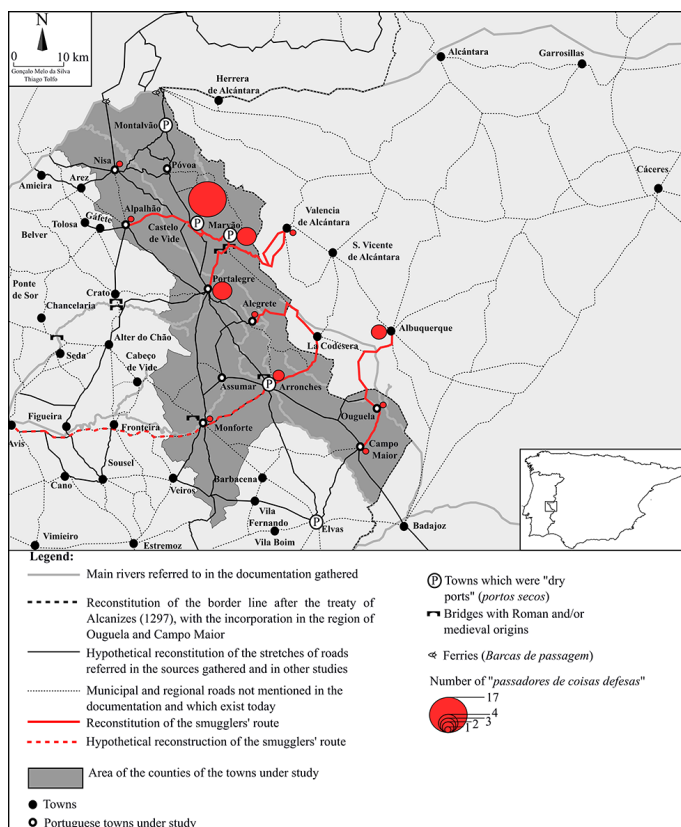 N
0 10 km
Gonçalo Melo da Silva
Thiago Tolfo
Alcántara
Garrosillas
Herrera
de Alcántara
Montalvão
P
Nisa
Póvoa
Cáceres
Amieira
Arez
Alpalhão
Gáfete
Tolosa
Castelo
de Vide
P
Marvão
P
Valencia
de Alcántara
Belver
S. Vicente
de Alcántara
Portalegre
Ponte
de Sor
Crato
Chancelaria
Alegrete
Albuquerque
Alter do Chão
La Codosera
Seda
Cabeço
de Vide
Assumar
P
Arronches
Ouguela
Figueira
Fronteira
Monforte
Avis
Campo
Maior
Sousel
Cano
Veiros
Barbacena
Vila
Fernando
P
Elvas
Badajoz
Vimieiro
Estremoz
Vila Boim
Legend:
Main rivers referred to in the documentation gathered
Reconstitution of the border line after the treaty of
Alcanizes (1297), with the incorporation in the region of
Ouguela and Campo Maior
Hypothetical reconstitution of the stretches of roads
referred in the sources gathered and in other studies
Municipal and regional roads not mentioned in the
documentation and which exist today
Reconstitution of the smugglers' route
Hypothetical reconstruction of the smugglers' route
Area of the counties of the towns under study
Towns
Portuguese towns under study
P
Towns which were "dry
ports" (portos secos)
Bridges with Roman and/or
medieval origins
Ferries (Barcas de passagem)
Number of "passadores de coisas defesas"
17
4
3
2
1